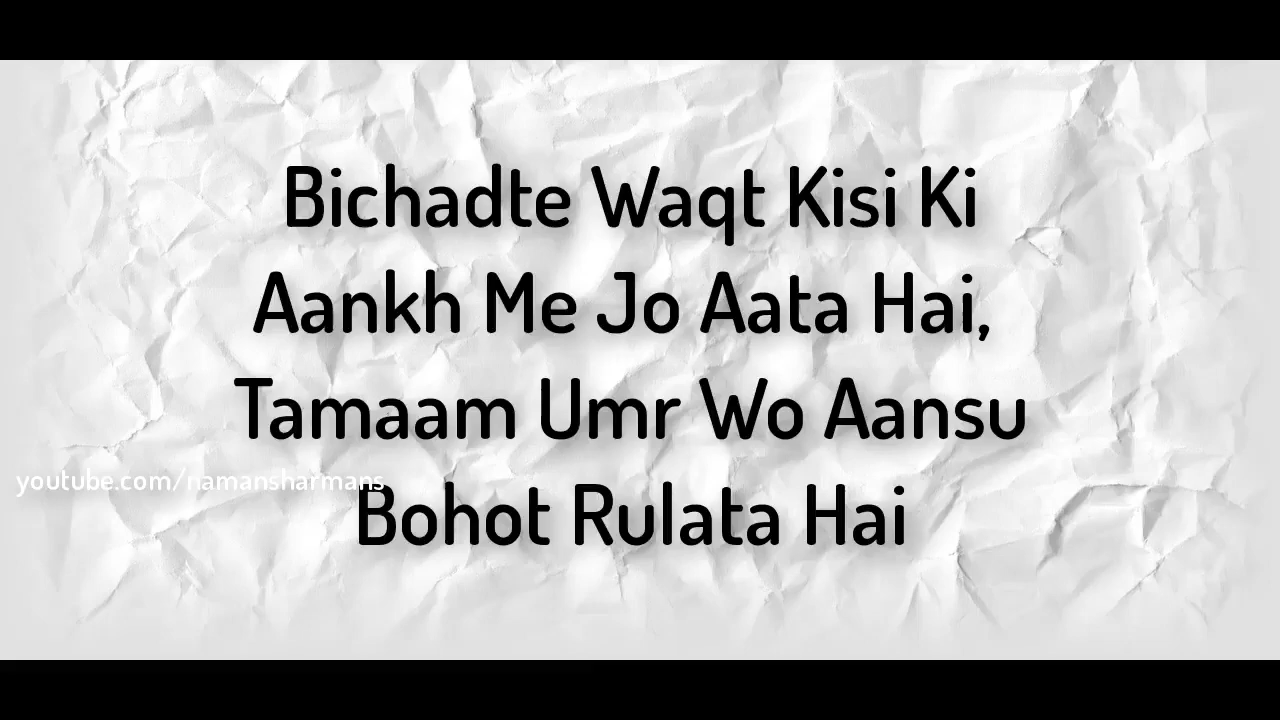 Bichadte Waqt Kisi Ki
Aankh Me Jo Aata Hai,
Tamaam Umr Wo Aansu
youtube.com/namansharmans
Bohot Rulata Hai